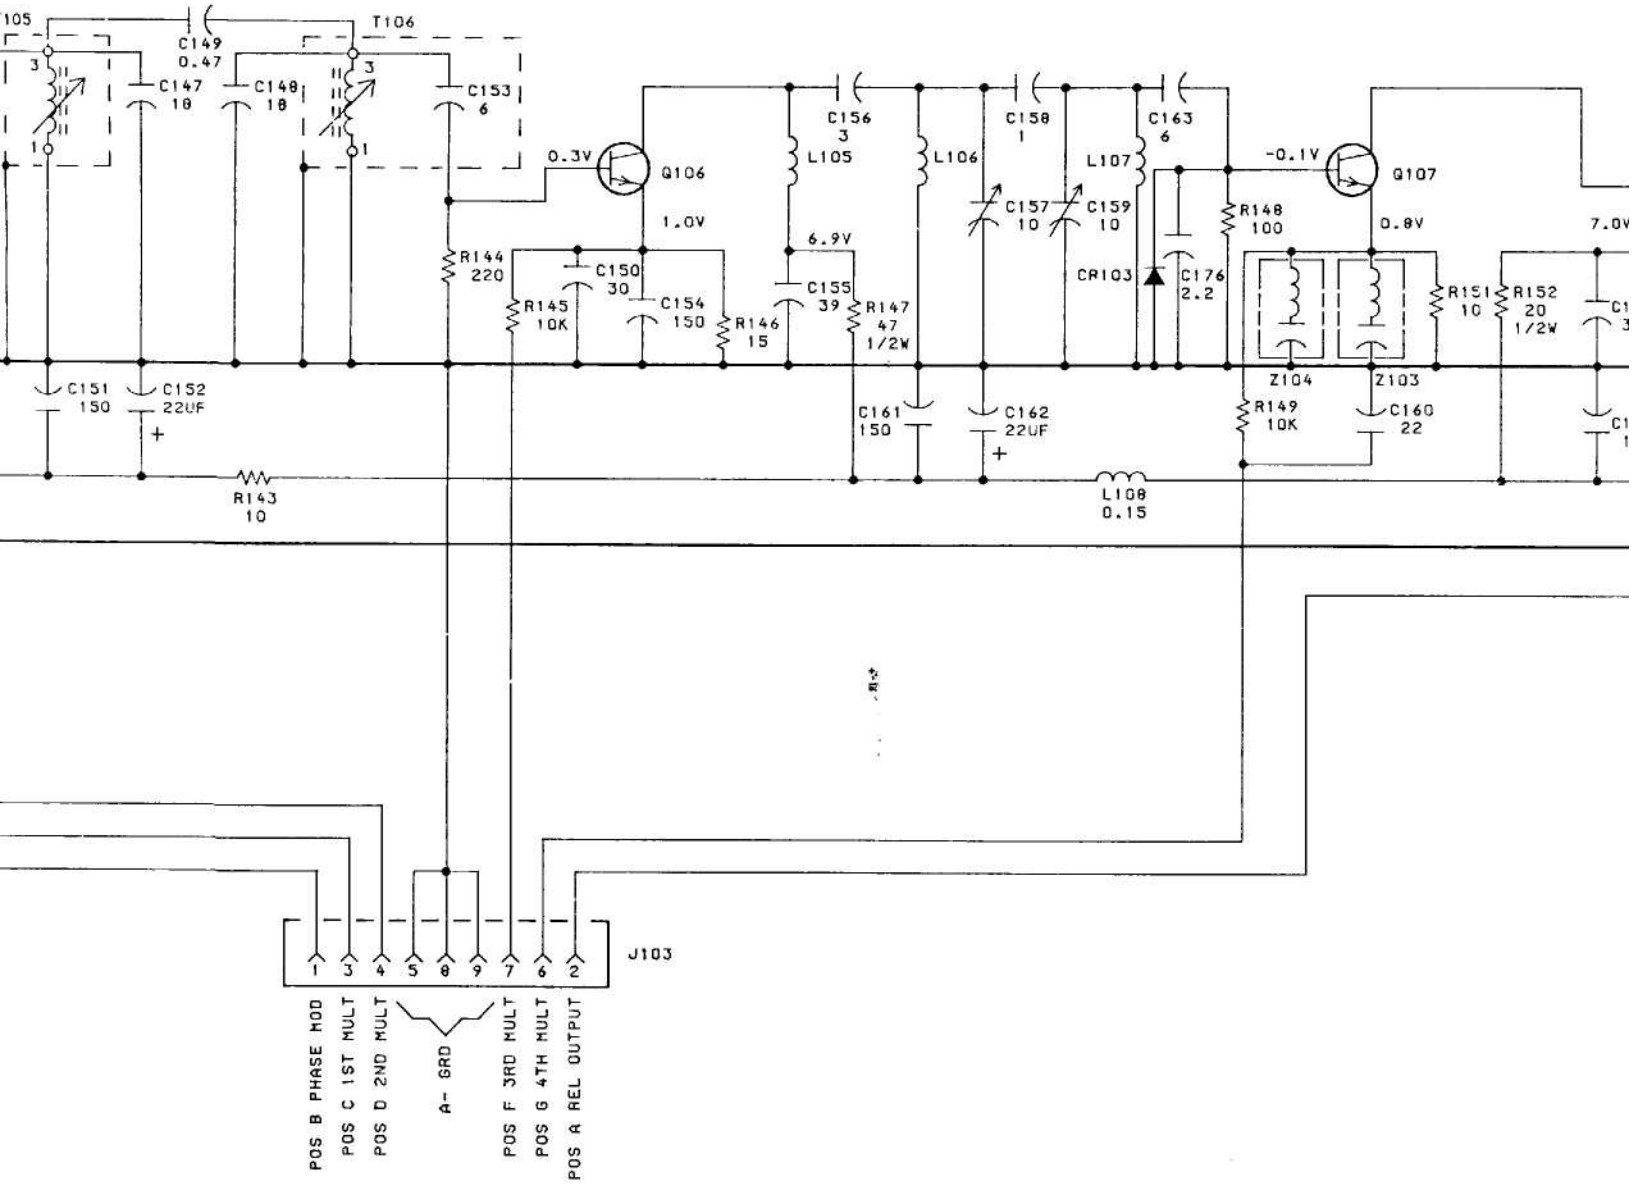 T105
C149
0.47
T106
3
C147
18
C148
18
3
C153
6
1
1
0.3V
Q106
1.0V
C156
3
L105
L106
C158
1
C163
6
L107
-0.1V
Q107
C157
10
C159
10
R148
100
0.8V
7.0V
6.9V
R144
220
C150
30
R145
10K
C154
150
R146
15
C155
39
R147
47
1/2W
CR103
C176
2.2
R151
10
R152
20
1/2W
Z104
Z103
C151
150
C152
22UF
+
C161
150
C162
22UF
+
R149
10K
C160
22
R143
10
L108
0.15
J103
1 3 4 5 8 9 7 6 2
POS B PHASE MOD
POS C 1ST MULT
POS D 2ND MULT
A- GRD
POS F 3RD MULT
POS G 4TH MULT
POS A REL OUTPUT